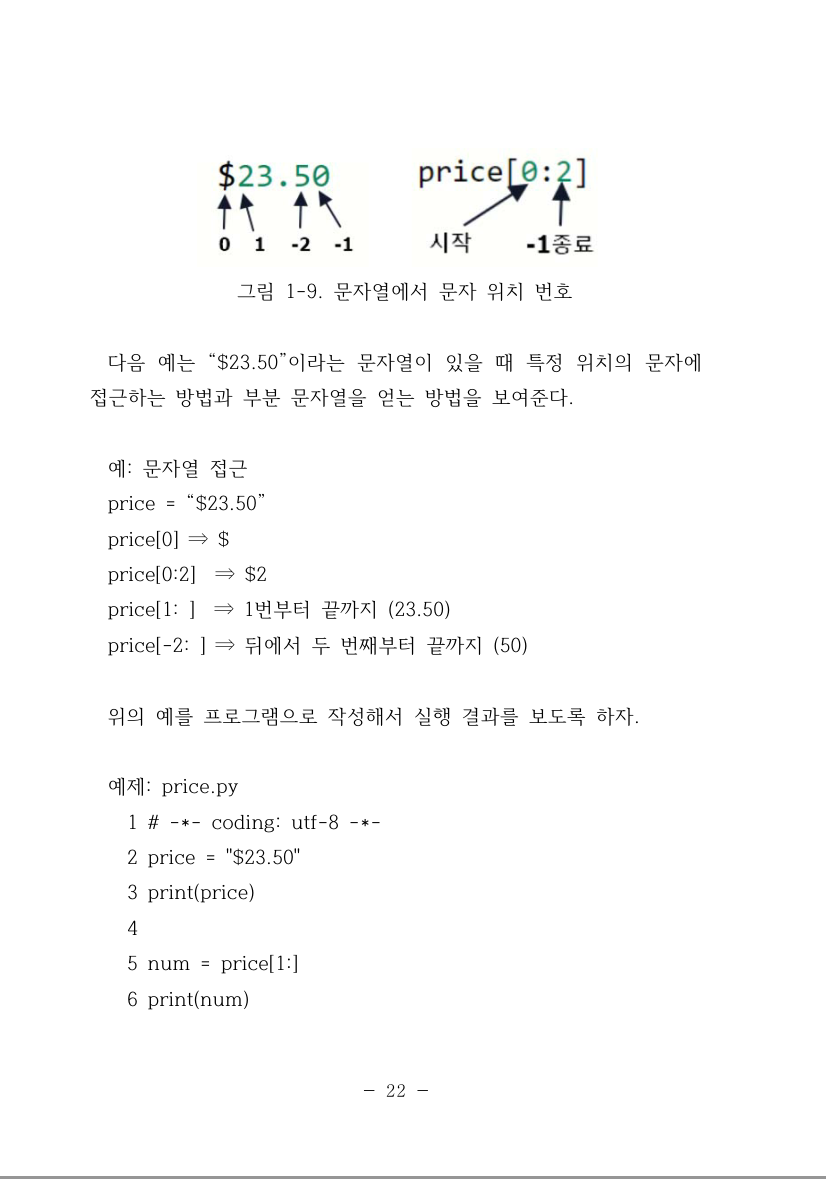 $23.50 price[0:2]
0 1 -2 -1 시작 -1종료
그림 1-9. 문자열에서 문자 위치 번호
다음 예는 “$23.50”이라는 문자열이 있을 때 특정 위치의 문자에
접근하는 방법과 부분 문자열을 얻는 방법을 보여준다.
예: 문자열 접근
price = “$23.50”
price[0] ⇒ $
price[0:2] ⇒ $2
price[1: ] ⇒ 1번부터 끝까지 (23.50)
price[-2: ] ⇒ 뒤에서 두 번째부터 끝까지 (50)
위의 예를 프로그램으로 작성해서 실행 결과를 보도록 하자.
예제: price.py
1 # -*- coding: utf-8 -*-
2 price = "$23.50"
3 print(price)
4
5 num = price[1:]
6 print(num)
- 22 -